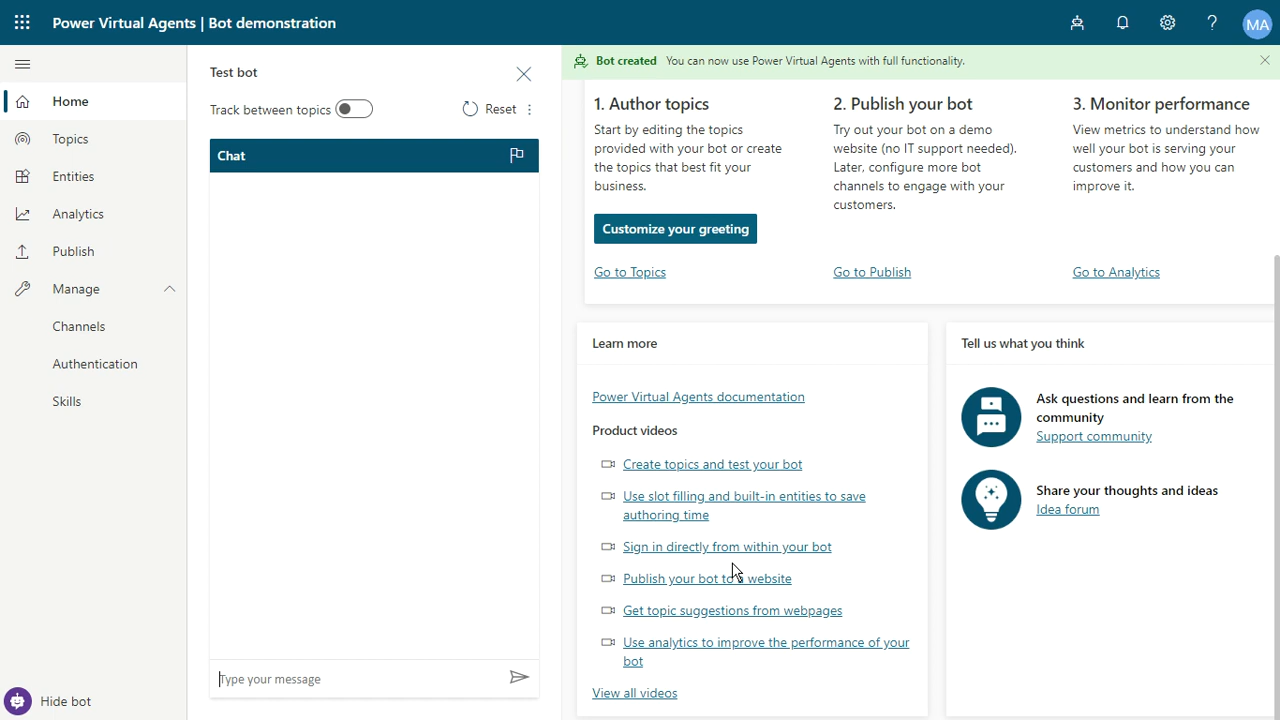 Power Virtual Agents | Bot demonstration
MA
Home
Topics
Entities
Analytics
Publish
Manage
Channels
Authentication
Skills
Hide bot
Test bot
Track between topics
Reset
Chat
Type your message
Bot created You can now use Power Virtual Agents with full functionality.
1. Author topics
Start by editing the topics
provided with your bot or create
the topics that best fit your
business.
Customize your greeting
Go to Topics
2. Publish your bot
Try out your bot on a demo
website (no IT support needed).
Later, configure more bot
channels to engage with your
customers.
Go to Publish
3. Monitor performance
View metrics to understand how
well your bot is serving your
customers and how you can
improve it.
Go to Analytics
Learn more
Power Virtual Agents documentation
Product videos
Create topics and test your bot
Use slot filling and built-in entities to save
authoring time
Sign in directly from within your bot
Publish your bot to a website
Get topic suggestions from webpages
Use analytics to improve the performance of your
bot
View all videos
Tell us what you think
Ask questions and learn from the
community
Support community
Share your thoughts and ideas
Idea forum